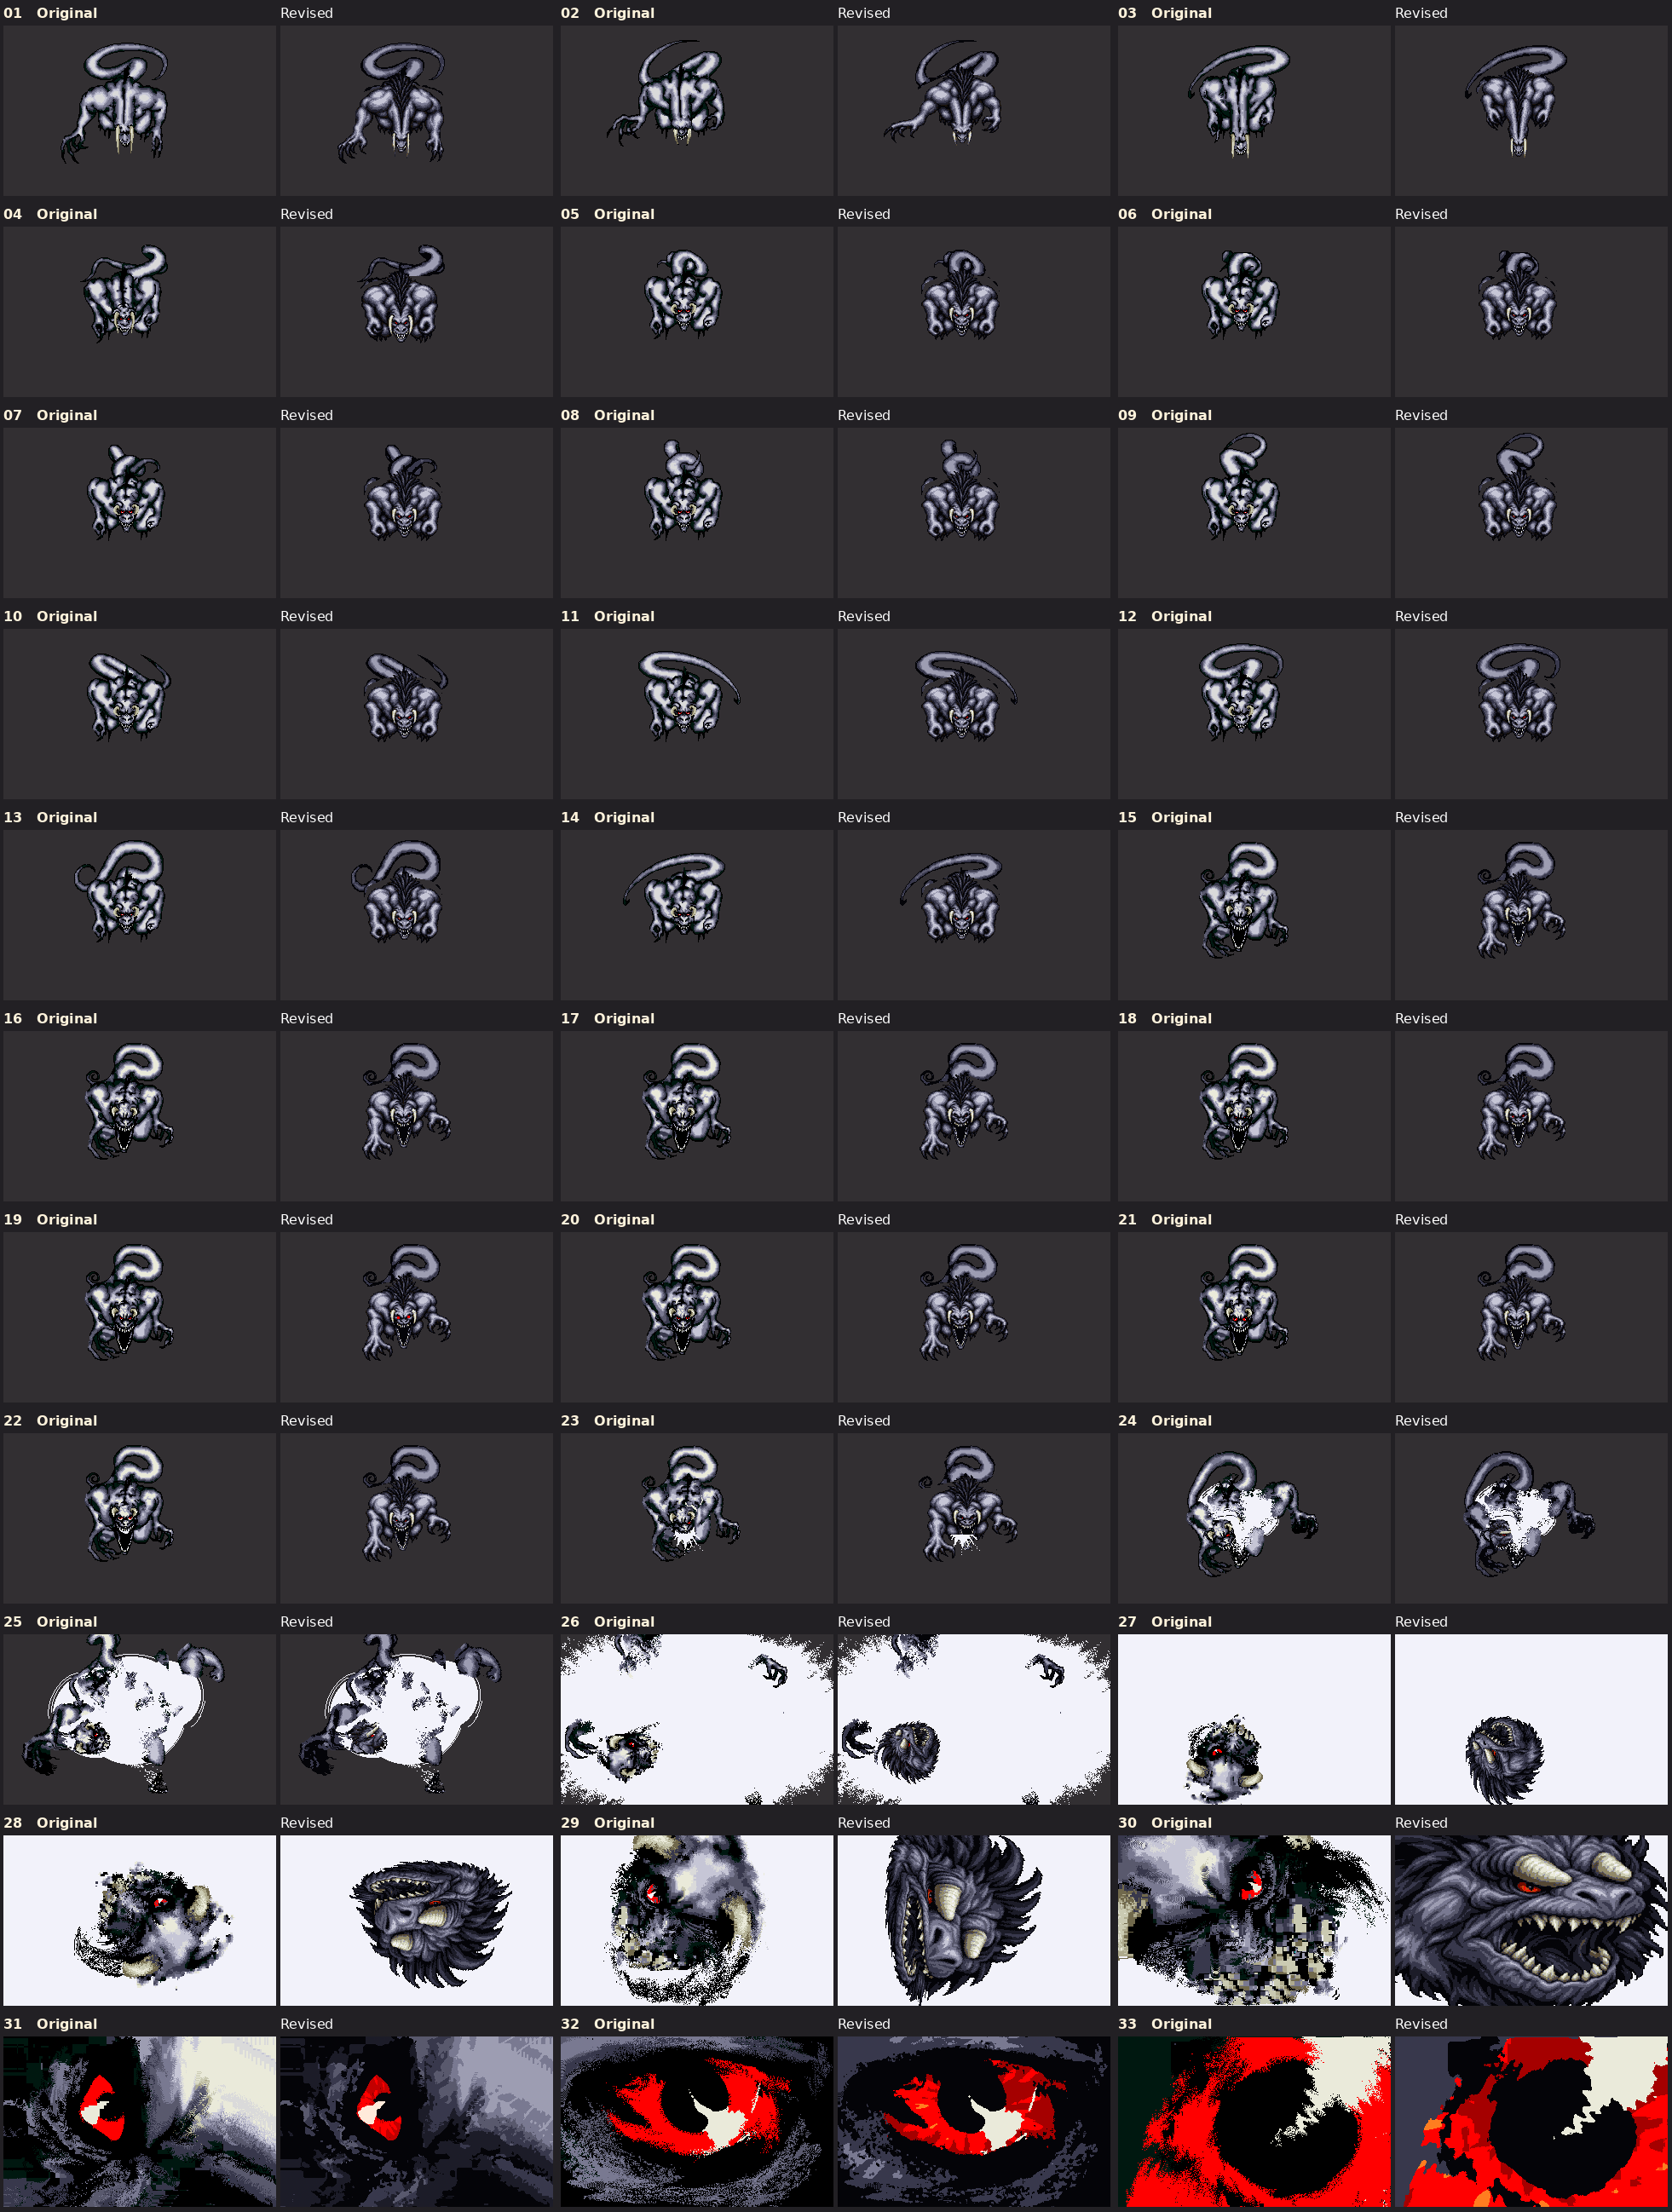 01 Original Revised 02 Original Revised 03 Original Revised
04 Original Revised 05 Original Revised 06 Original Revised
07 Original Revised 08 Original Revised 09 Original Revised
10 Original Revised 11 Original Revised 12 Original Revised
13 Original Revised 14 Original Revised 15 Original Revised
16 Original Revised 17 Original Revised 18 Original Revised
19 Original Revised 20 Original Revised 21 Original Revised
22 Original Revised 23 Original Revised 24 Original Revised
25 Original Revised 26 Original Revised 27 Original Revised
28 Original Revised 29 Original Revised 30 Original Revised
31 Original Revised 32 Original Revised 33 Original Revised